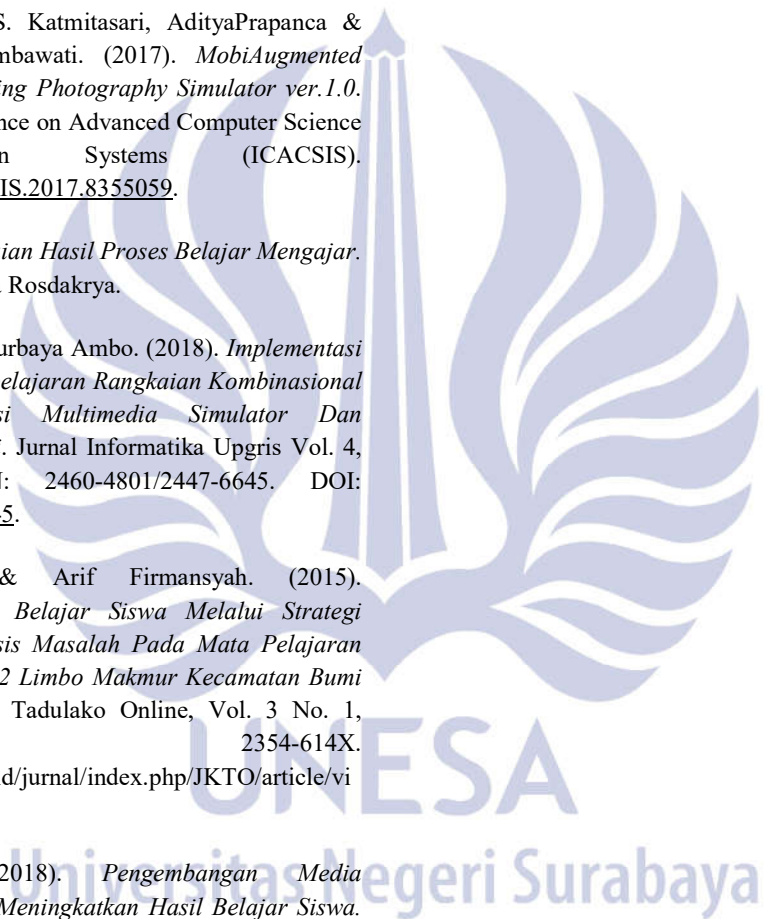 S. Katmitasari, AdityaPrapanca &
mbawati. (2017). MobiAugmented
ing Photography Simulator ver.1.0.
nce on Advanced Computer Science
n Systems (ICACSIS).
IS.2017.8355059.
ian Hasil Proses Belajar Mengajar.
Rosdakrya.
urbaya Ambo. (2018). Implementasi
elajaran Rangkaian Kombinasional
si Multimedia Simulator Dan
. Jurnal Informatika Upgris Vol. 4,
: 2460-4801/2447-6645. DOI:
5.
& Arif Firmansyah. (2015).
Belajar Siswa Melalui Strategi
sis Masalah Pada Mata Pelajaran
2 Limbo Makmur Kecamatan Bumi
Tadulako Online, Vol. 3 No. 1,
2354-614X.
d/jurnal/index.php/JKTO/article/vi
UNESA
Universitas Negeri Surabaya
2018). Pengembangan Media
Meningkatkan Hasil Belajar Siswa.